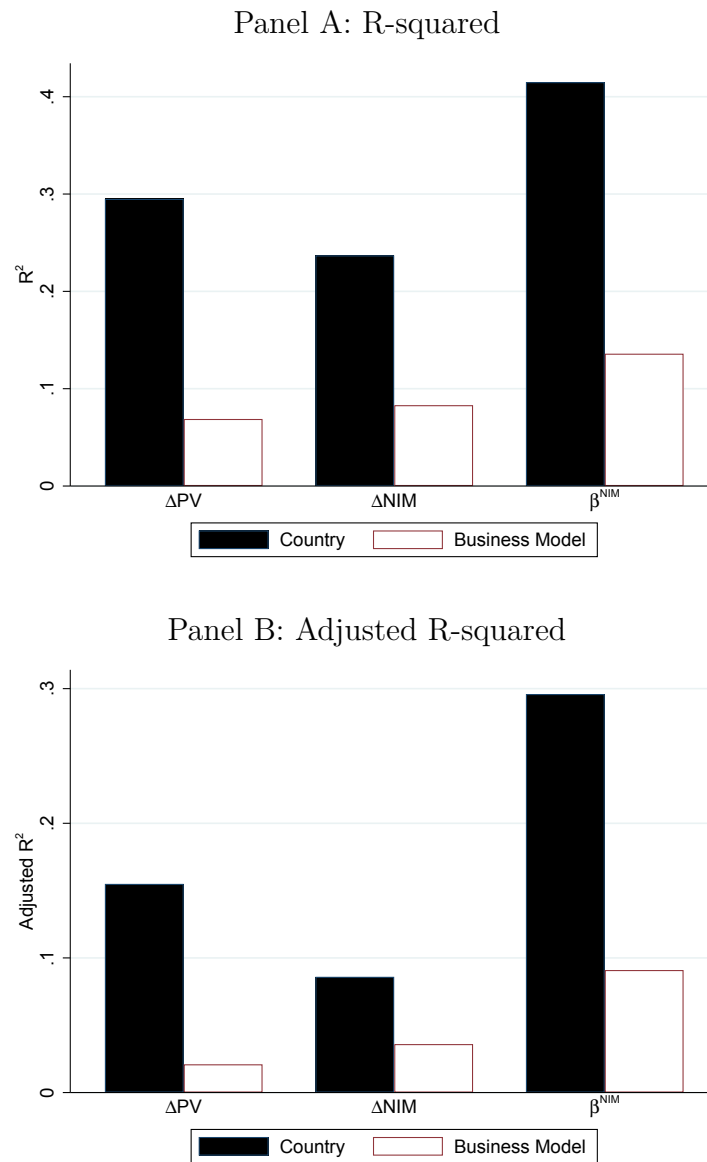 Panel A: R-squared
.4
.3
R²
.2
.1
0
ΔPV ΔNIM β^NIM
Country Business Model
Panel B: Adjusted R-squared
.3
.2
Adjusted R²
.1
0
ΔPV ΔNIM β^NIM
Country Business Model